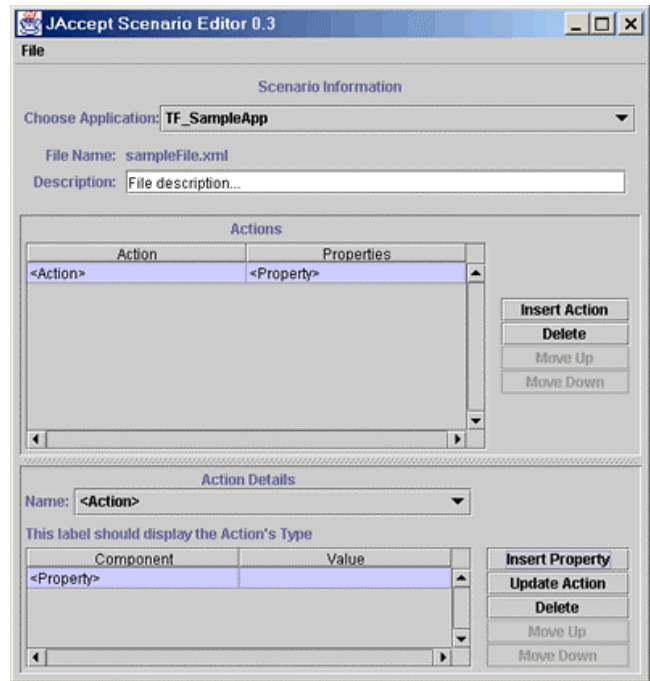 JAccept Scenario Editor 0.3
File
Scenario Information
Choose Application: TF_SampleApp
File Name: sampleFile.xml
Description: File description...
Actions
Action Properties
<Action> <Property>
Insert Action
Delete
Move Up
Move Down
Action Details
Name: <Action>
This label should display the Action's Type
Component Value
<Property>
Insert Property
Update Action
Delete
Move Up
Move Down